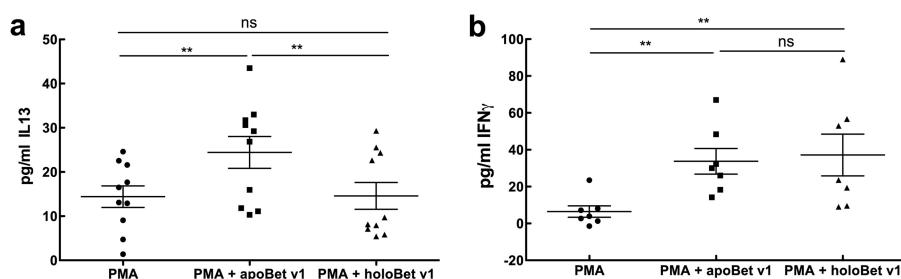 a
ns
**
**
50
40
30
20
10
0
pg/ml IL13
PMA
PMA + apoBet v1
PMA + holoBet v1
b
**
**
ns
100
80
60
40
20
0
-20
pg/ml IFNγ
PMA
PMA + apoBet v1
PMA + holoBet v1